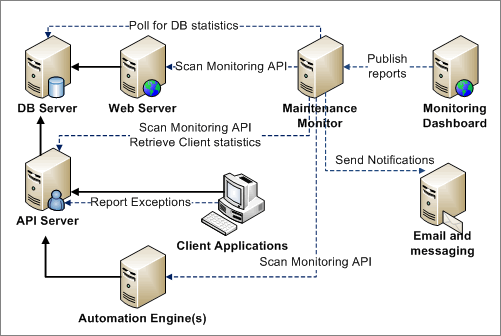 Poll for DB statistics
Scan Monitoring API
Publish
reports
DB Server
Web Server
Maintenance
Monitor
Monitoring
Dashboard
Scan Monitoring API
Retrieve Client statistics
Send Notifications
API Server
Report Exceptions
Client Applications
Email and
messaging
Scan Monitoring API
Automation Engine(s)